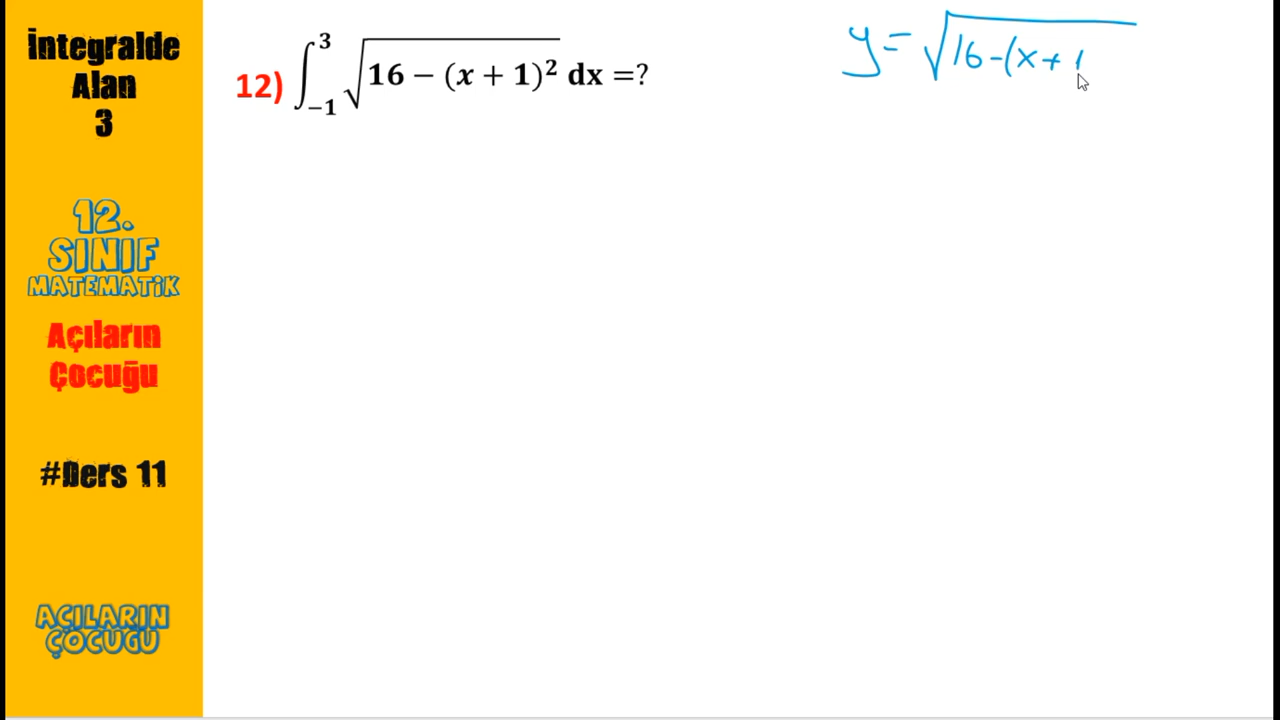 İntegralde
Alan
3
12.
SINIF
MATEMATİK
Açıların
Çocuğu
#Ders 11
AÇILARIN
ÇOCUĞU
12) ∫₋₁³ √(16 − (x + 1)²) dx =?
y = √16-(x+1